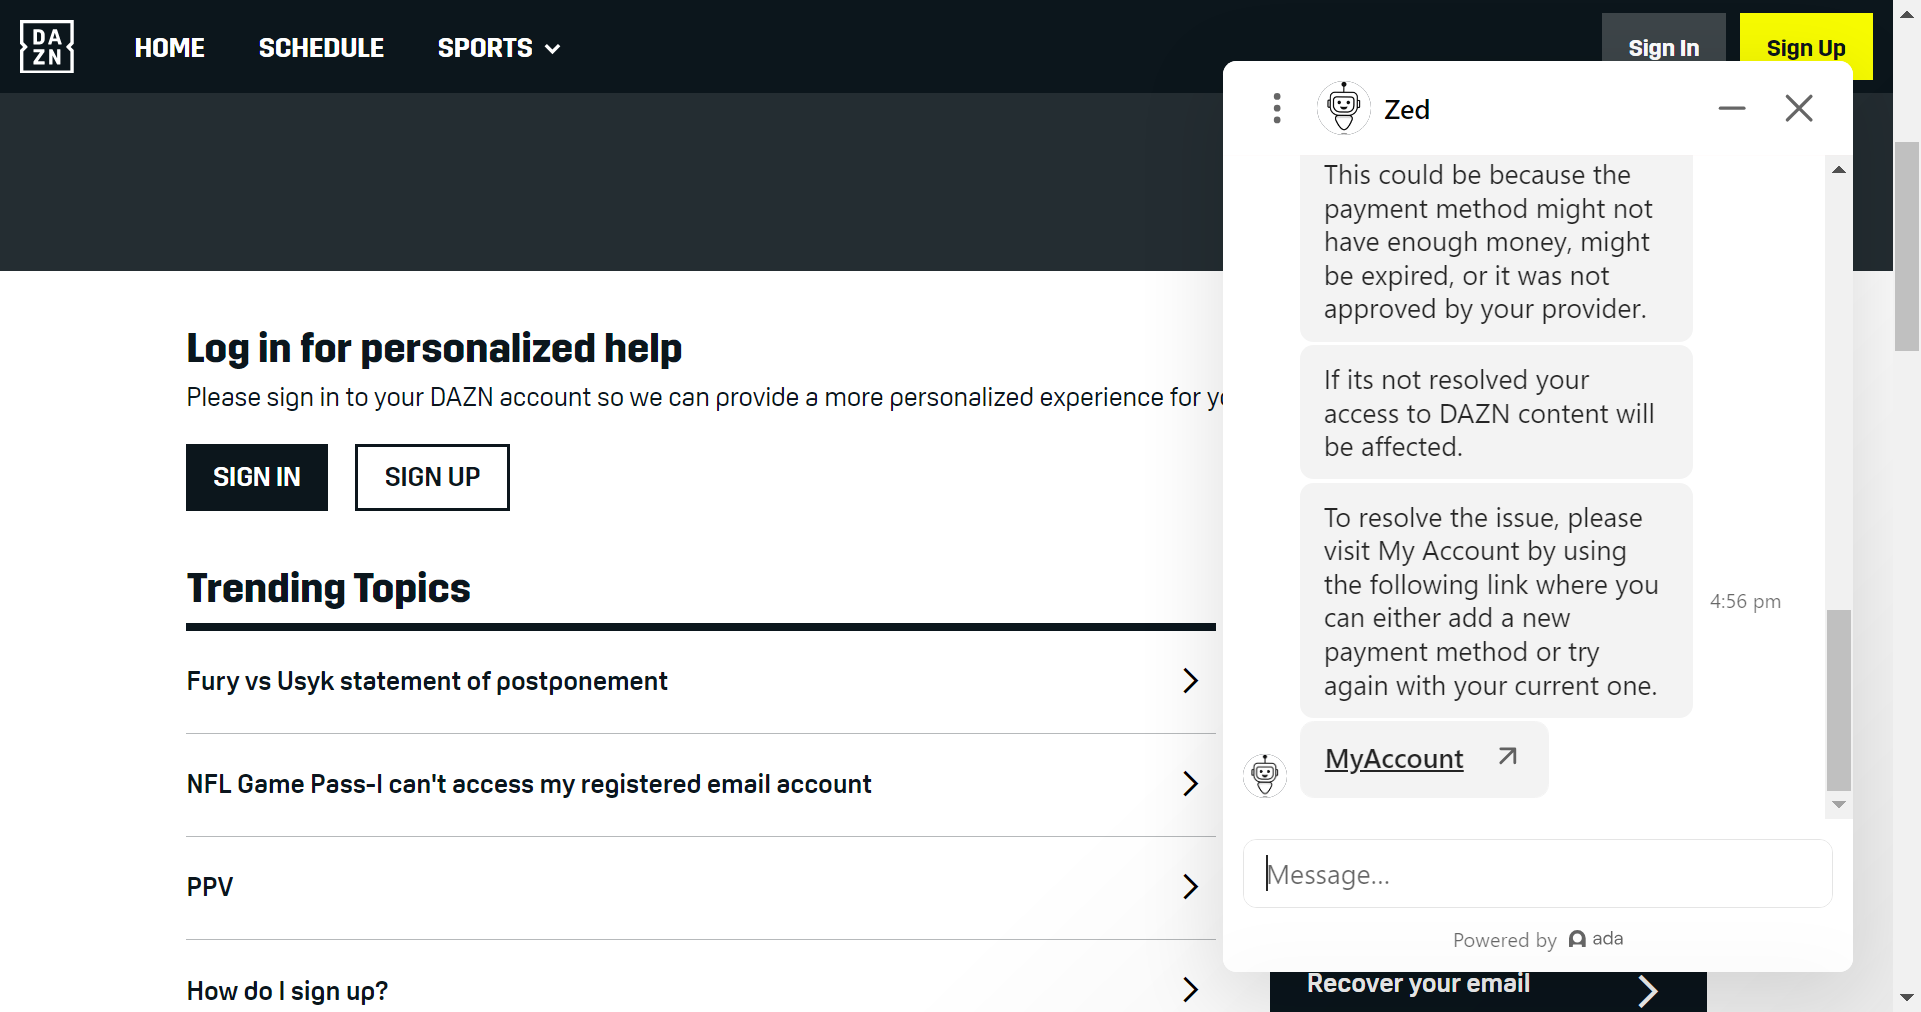 DA
ZN
HOME
SCHEDULE
SPORTS
Sign In
Sign Up
Log in for personalized help
Please sign in to your DAZN account so we can provide a more personalized experience for
SIGN IN
SIGN UP
Trending Topics
Fury vs Usyk statement of postponement
NFL Game Pass-I can't access my registered email account
PPV
How do I sign up?
Zed
This could be because the
payment method might not
have enough money, might
be expired, or it was not
approved by your provider.
If its not resolved your
access to DAZN content will
be affected.
To resolve the issue, please
visit My Account by using
the following link where you
can either add a new
payment method or try
again with your current one.
4:56 pm
MyAccount
Message...
Powered by ada
Recover your email